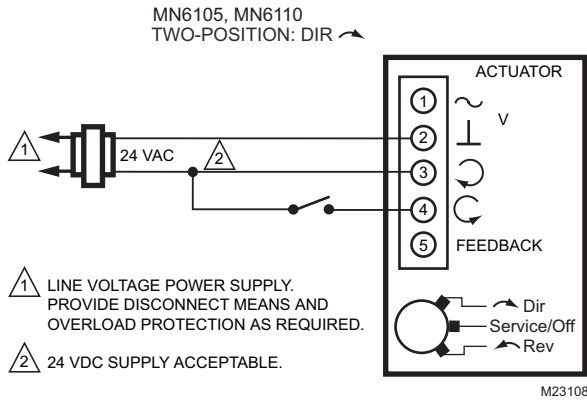 MN6105, MN6110
TWO-POSITION: DIR
ACTUATOR
1
V
1
2
24 VAC
2
3
4
5 FEEDBACK
1 LINE VOLTAGE POWER SUPPLY.
PROVIDE DISCONNECT MEANS AND
OVERLOAD PROTECTION AS REQUIRED.
2 24 VDC SUPPLY ACCEPTABLE.
Dir
Service/Off
Rev
M23108